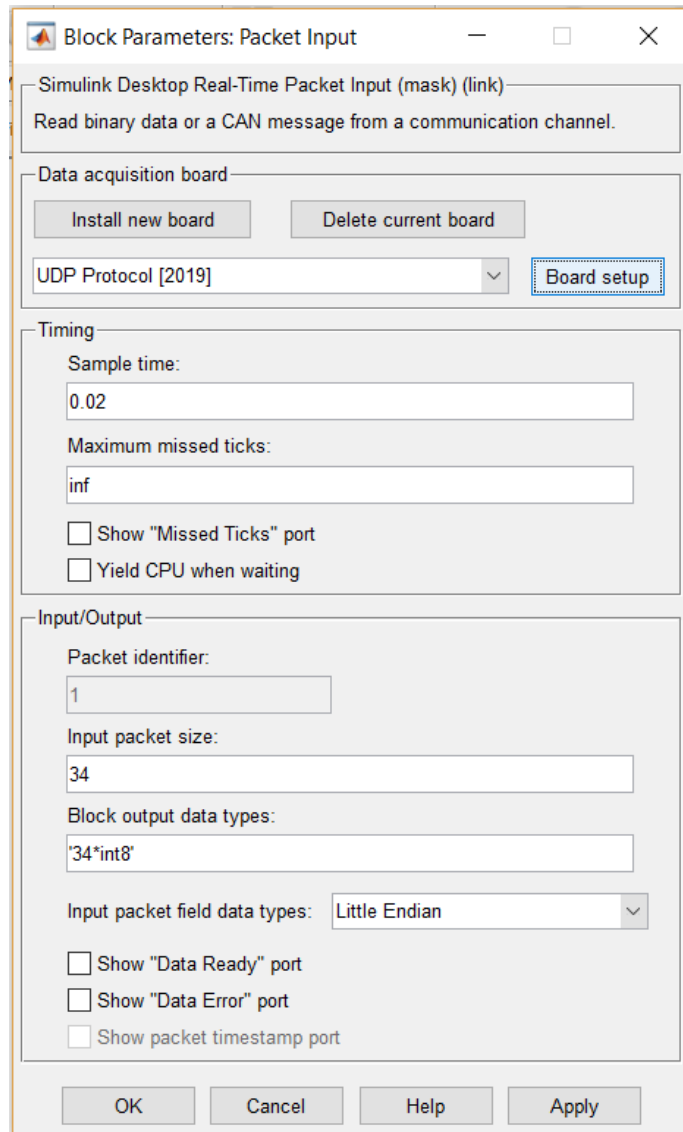 Block Parameters: Packet Input
Simulink Desktop Real-Time Packet Input (mask) (link)
Read binary data or a CAN message from a communication channel.
Data acquisition board
Install new board
Delete current board
UDP Protocol [2019]
Board setup
Timing
Sample time:
0.02
Maximum missed ticks:
inf
Show "Missed Ticks" port
Yield CPU when waiting
Input/Output
Packet identifier:
1
Input packet size:
34
Block output data types:
'34*int8'
Input packet field data types:
Little Endian
Show "Data Ready" port
Show "Data Error" port
Show packet timestamp port
OK
Cancel
Help
Apply